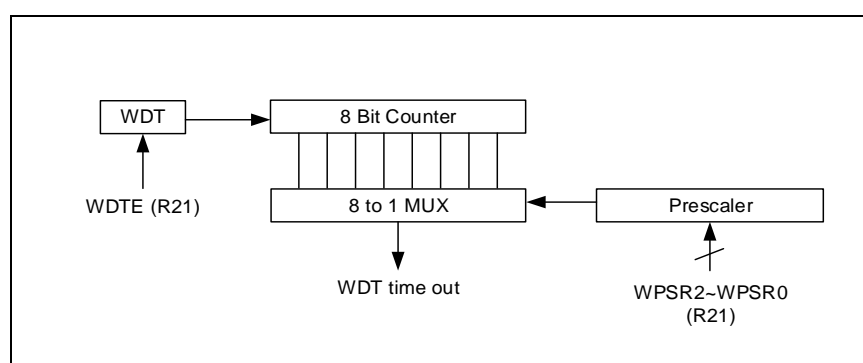 WDT
8 Bit Counter
WDTE (R21)
8 to 1 MUX
Prescaler
WDT time out
WPSR2~WPSR0
(R21)